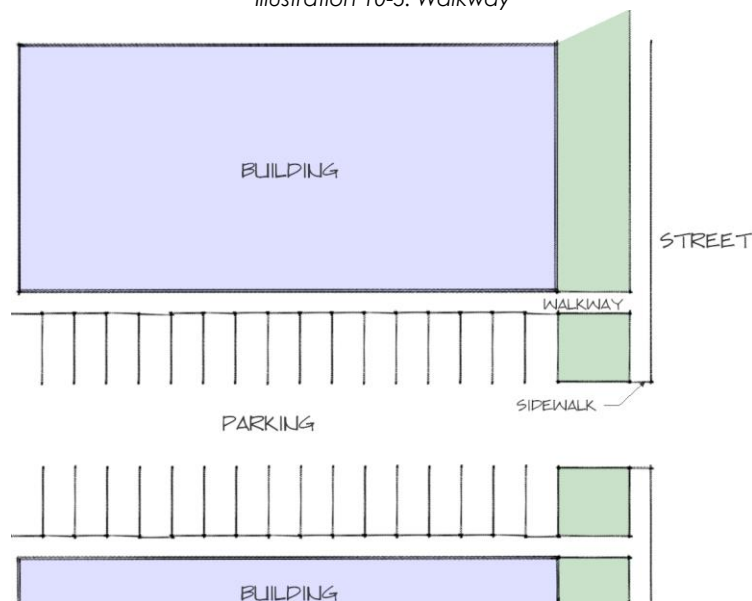 Illustration 10-5: Walkway
BUILDING
STREET
WALKWAY
SIDEWALK
PARKING
BUILDING